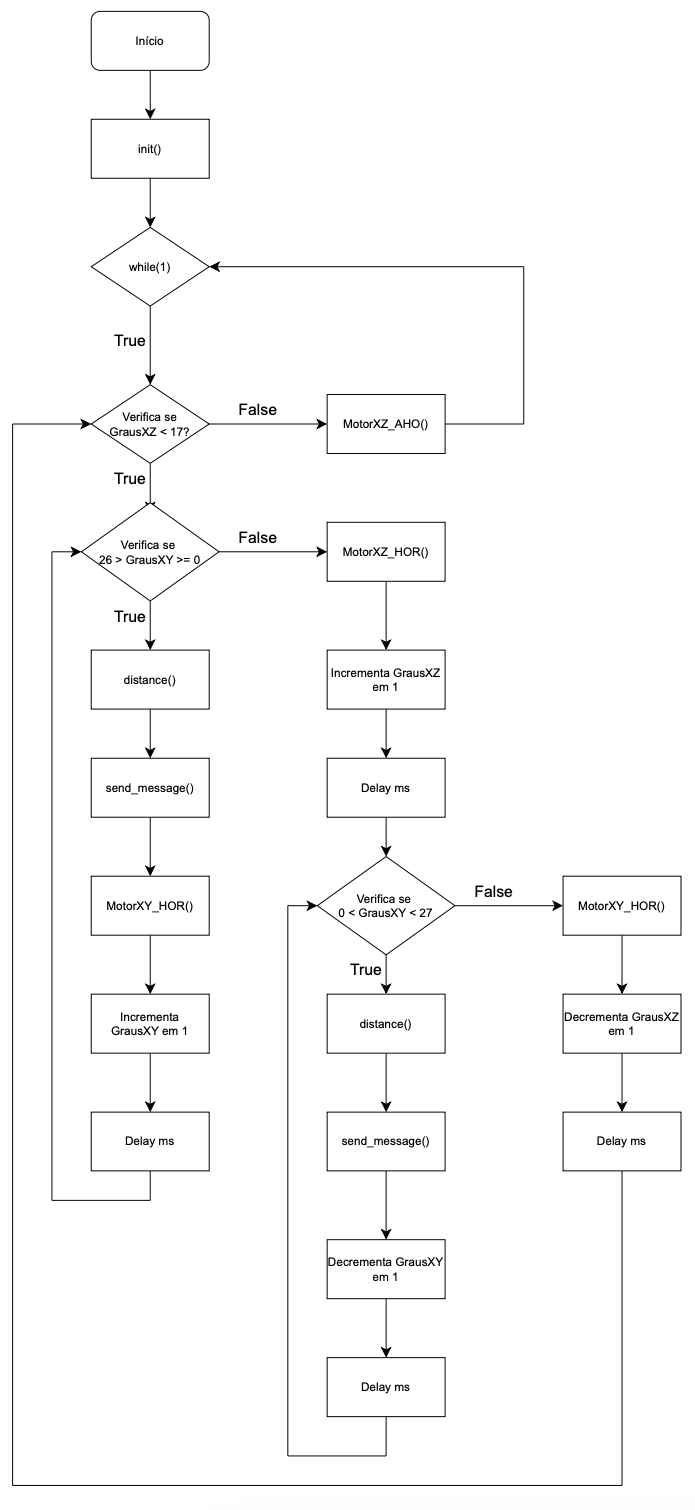 Início
init()
while(1)
True
Verifica se
GrausXZ < 17?
False
MotorXZ_AHO()
True
Verifica se
26 > GrausXY >= 0
False
MotorXZ_HOR()
True
distance()
Incrementa GrausXZ
em 1
send_message()
Delay ms
MotorXY_HOR()
Verifica se
0 < GrausXY < 27
False
MotorXY_HOR()
True
Incrementa
GrausXY em 1
distance()
Decrementa GrausXZ
em 1
Delay ms
send_message()
Delay ms
Decrementa GrausXY
em 1
Delay ms